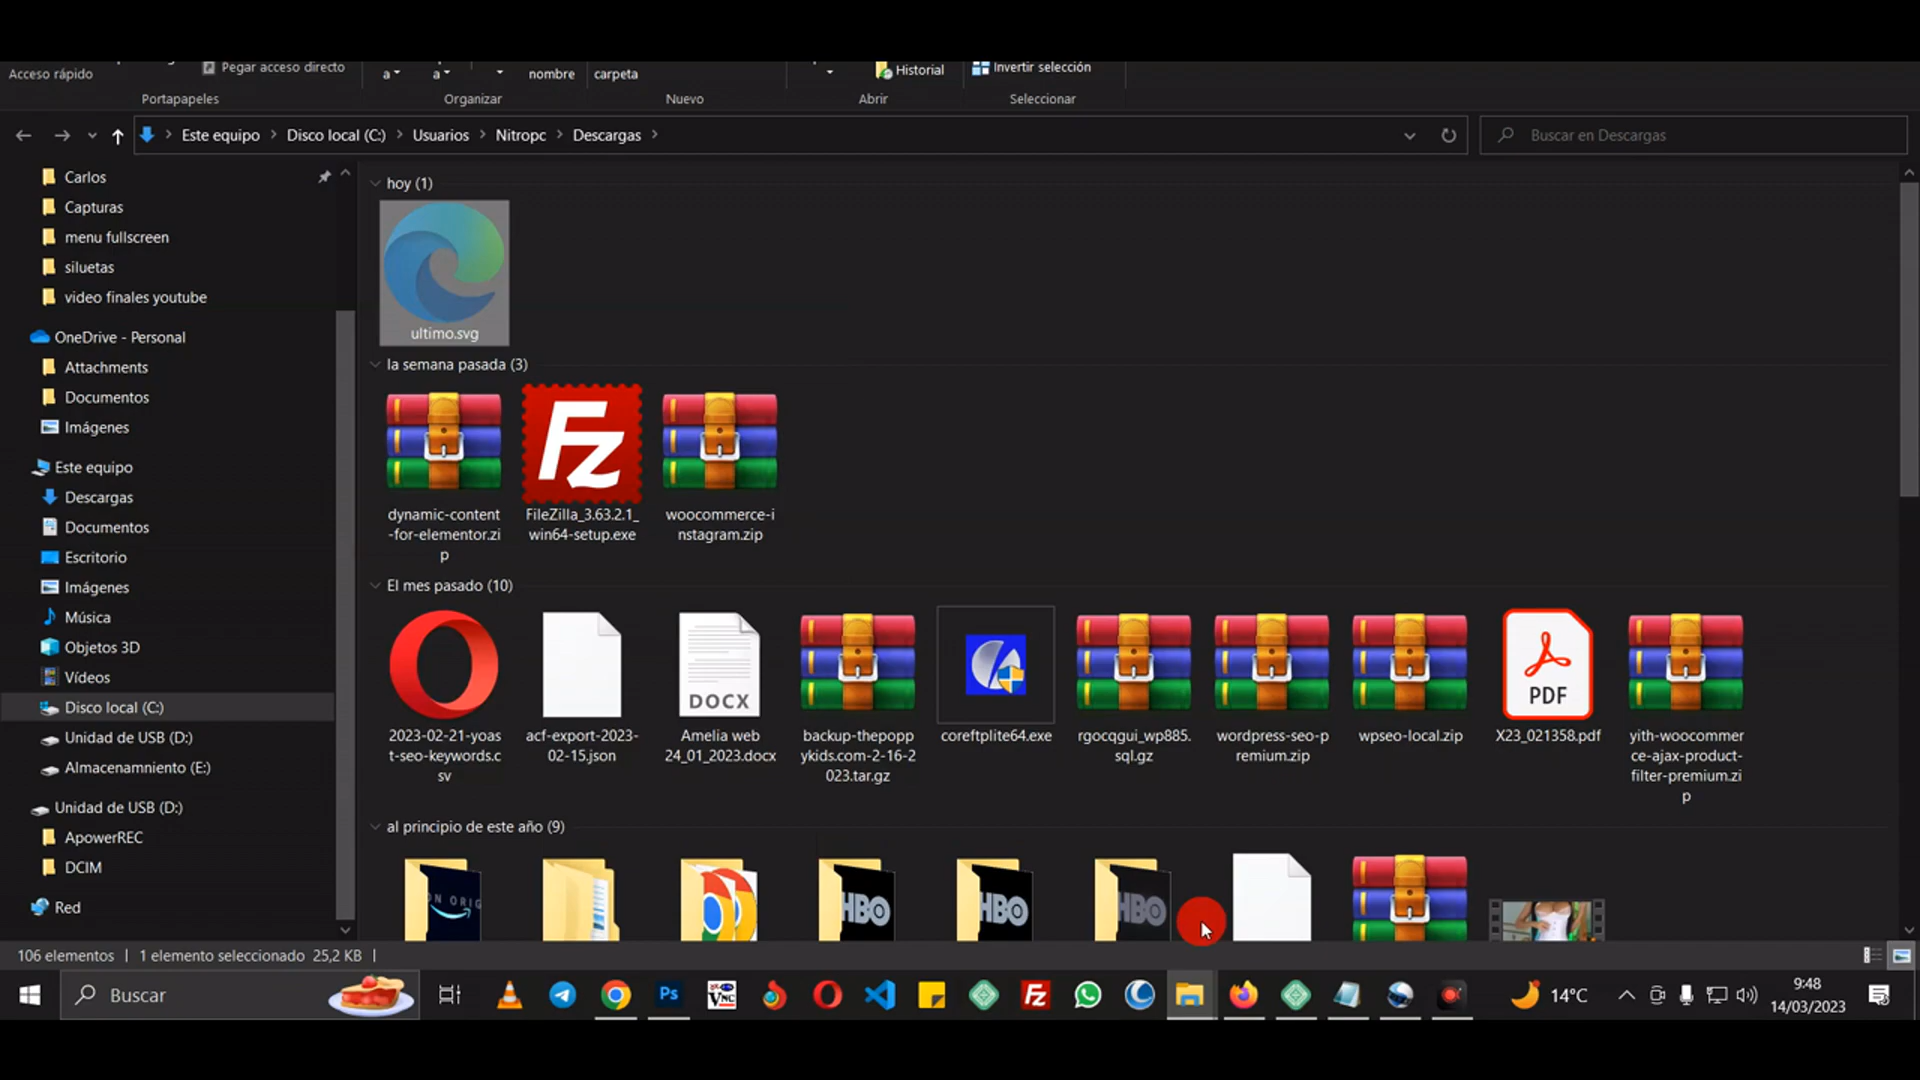 Acceso rápido
Pegar acceso directo
a
a
nombre
carpeta
Historial
Invertir selección
Portapapeles
Organizar
Nuevo
Abrir
Seleccionar
Este equipo
Disco local (C:)
Usuarios
Nitropc
Descargas
Buscar en Descargas
Carlos
Capturas
menu fullscreen
siluetas
video finales youtube
OneDrive - Personal
Attachments
Documentos
Imágenes
Este equipo
Descargas
Documentos
Escritorio
Imágenes
Música
Objetos 3D
Vídeos
Disco local (C:)
Unidad de USB (D:)
Almacenamniento (E:)
Unidad de USB (D:)
ApowerREC
DCIM
Red
hoy (1)
ultimo.svg
la semana pasada (3)
Fz
dynamic-content
-for-elementor.zi
p
FileZilla_3.63.2.1_
win64-setup.exe
woocommerce-i
nstagram.zip
El mes pasado (10)
DOCX
PDF
2023-02-21-yoas
t-seo-keywords.c
sv
acf-export-2023-
02-15.json
Amelia web
24_01_2023.docx
backup-thepopp
ykids.com-2-16-2
023.tar.gz
coreftplite64.exe
rgocqgui_wp885.
sql.gz
wordpress-seo-p
remium.zip
wpseo-local.zip
X23_021358.pdf
yith-woocommer
ce-ajax-product-
filter-premium.zi
p
al principio de este año (9)
ON ORIG
HBO
HBO
HBO
106 elementos
1 elemento seleccionado 25,2 KB
Buscar
Ps
VNC
Fz
14°C
9:48
14/03/2023